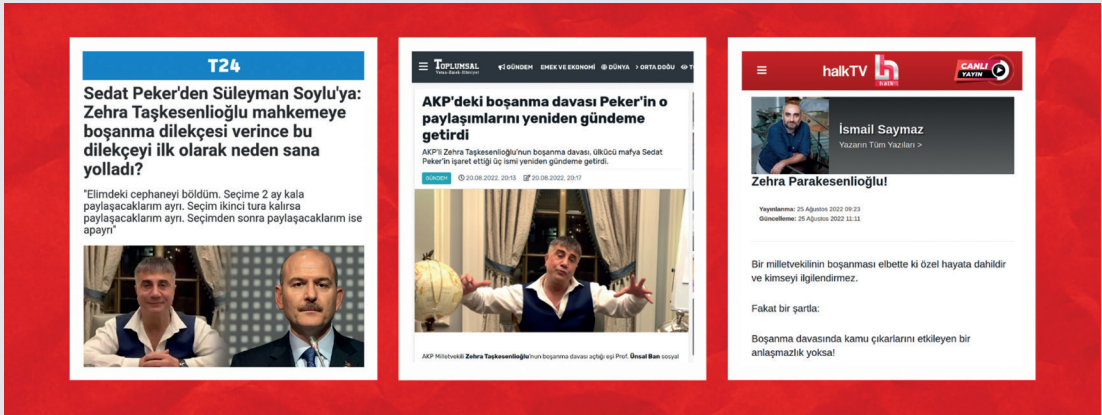 T24
Sedat Peker'den Süleyman Soylu'ya:
Zehra Taşkesenlioğlu mahkemeye
boşanma dilekçesi verince bu
dilekçeyi ilk olarak neden sana
yolladı?
"Elimdeki cephaneyi böldüm. Seçime 2 ay kala
paylaşacaklarım ayrı. Seçim ikinci tura kalırsa
paylaşacaklarım ayrı. Seçimden sonra paylaşacaklarım ise
apayrı"
TOPLUMSAL
Vatan-Emek-Hürriyet
GÜNDEM EMEK VE EKONOMİ DÜNYA ORTA DOĞU
AKP'deki boşanma davası Peker'in o
paylaşımlarını yeniden gündeme
getirdi
AKP'li Zehra Taşkesenlioğlu'nun boşanma davası, ülkücü mafya Sedat
Peker'in işaret ettiği üç ismi yeniden gündeme getirdi.
GÜNDEM 20.08.2022, 20:13 20.08.2022, 20:17
AKP Milletvekili Zehra Taşkesenlioğlu'nun boşanma davası açtığı eşi Prof. Ünsal Ban sosyal
halkTV
halktv
CANLI
YAYIN
İsmail Saymaz
Yazarın Tüm Yazıları >
Zehra Parakesenlioğlu!
Yayınlanma: 25 Ağustos 2022 09:23
Güncelleme: 25 Ağustos 2022 11:11
Bir milletvekilinin boşanması elbette ki özel hayata dahildir
ve kimseyi ilgilendirmez.
Fakat bir şartla:
Boşanma davasında kamu çıkarlarını etkileyen bir
anlaşmazlık yoksa!